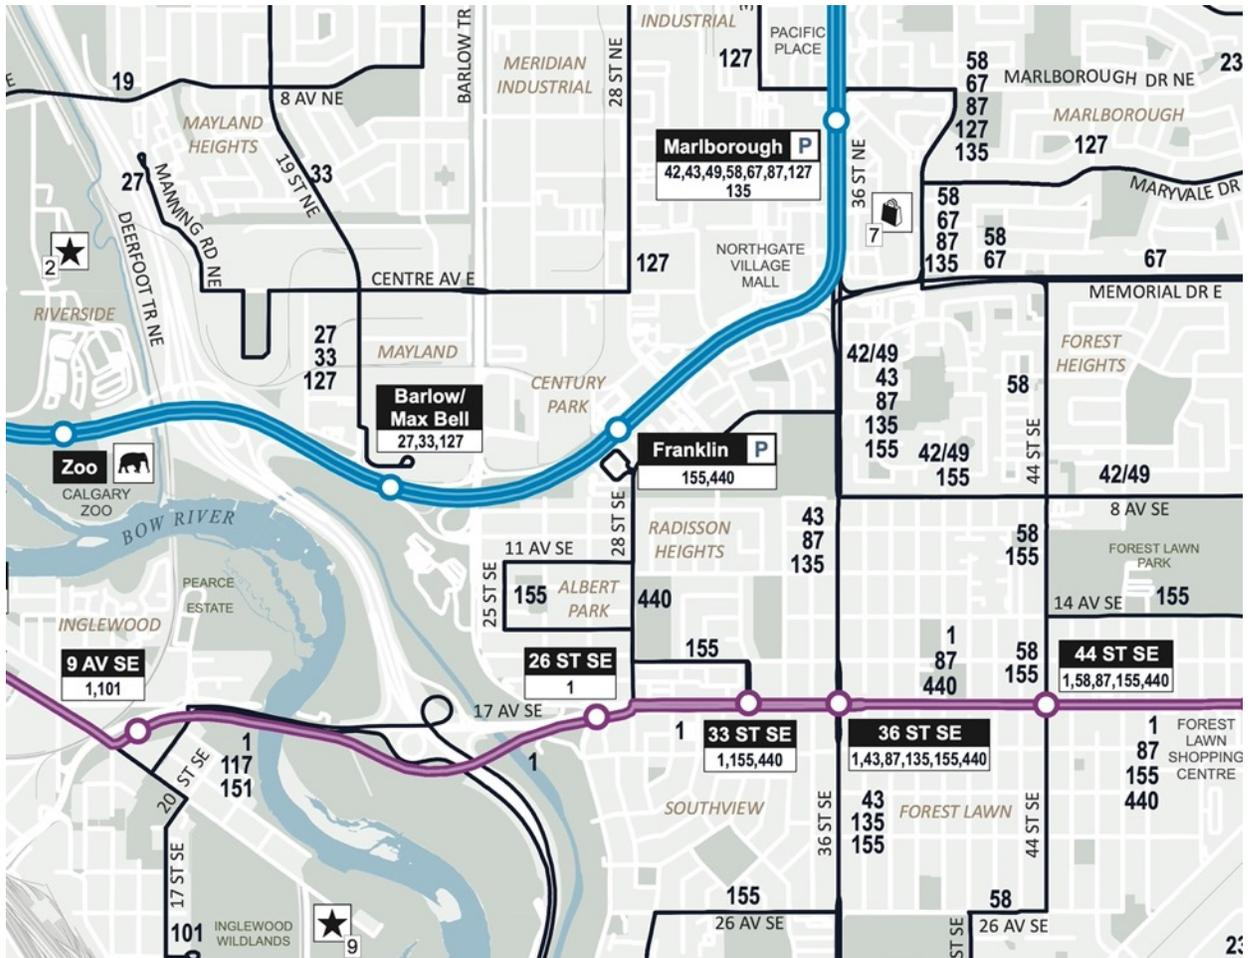 INDUSTRIAL
PACIFIC
PLACE
127
BARLOW TR
MERIDIAN
INDUSTRIAL
28 ST NE
58
67
87
127
135
MARLBOROUGH DR NE
23
MARLBOROUGH
127
19
8 AV NE
MAYLAND
HEIGHTS
33
19 ST NE
27
MANNING RD NE
DEERFOOT TR NE
Marlborough P
42,43,49,58,67,87,127
135
36 ST NE
7
MARYVALE DR
58
67
87
135
58
67
67
MEMORIAL DR E
2
RIVERSIDE
CENTRE AV E
127
NORTHGATE
VILLAGE
MALL
27
33
127
MAYLAND
CENTURY
PARK
Barlow/
Max Bell
27,33,127
42/49
43
87
135
155
58
FOREST
HEIGHTS
44 ST SE
42/49
155
42/49
Zoo
CALGARY
ZOO
Franklin P
155,440
BOW RIVER
28 ST SE
RADISSON
HEIGHTS
43
87
135
58
155
8 AV SE
FOREST LAWN
PARK
11 AV SE
25 ST SE
155
ALBERT
PARK
440
14 AV SE
155
PEARCE
ESTATE
INGLEWOOD
9 AV SE
1,101
26 ST SE
1
155
1
87
440
58
155
44 ST SE
1,58,87,155,440
17 AV SE
1
1
33 ST SE
1,155,440
36 ST SE
1,43,87,135,155,440
1
87
155
440
FOREST
LAWN
SHOPPING
CENTRE
1
117
151
20 ST SE
SOUTHVIEW
36 ST SE
43
135
155
FOREST LAWN
44 ST SE
17 ST SE
101
INGLEWOOD
WILDLANDS
9
155
26 AV SE
58
26 AV SE
ST SE
23